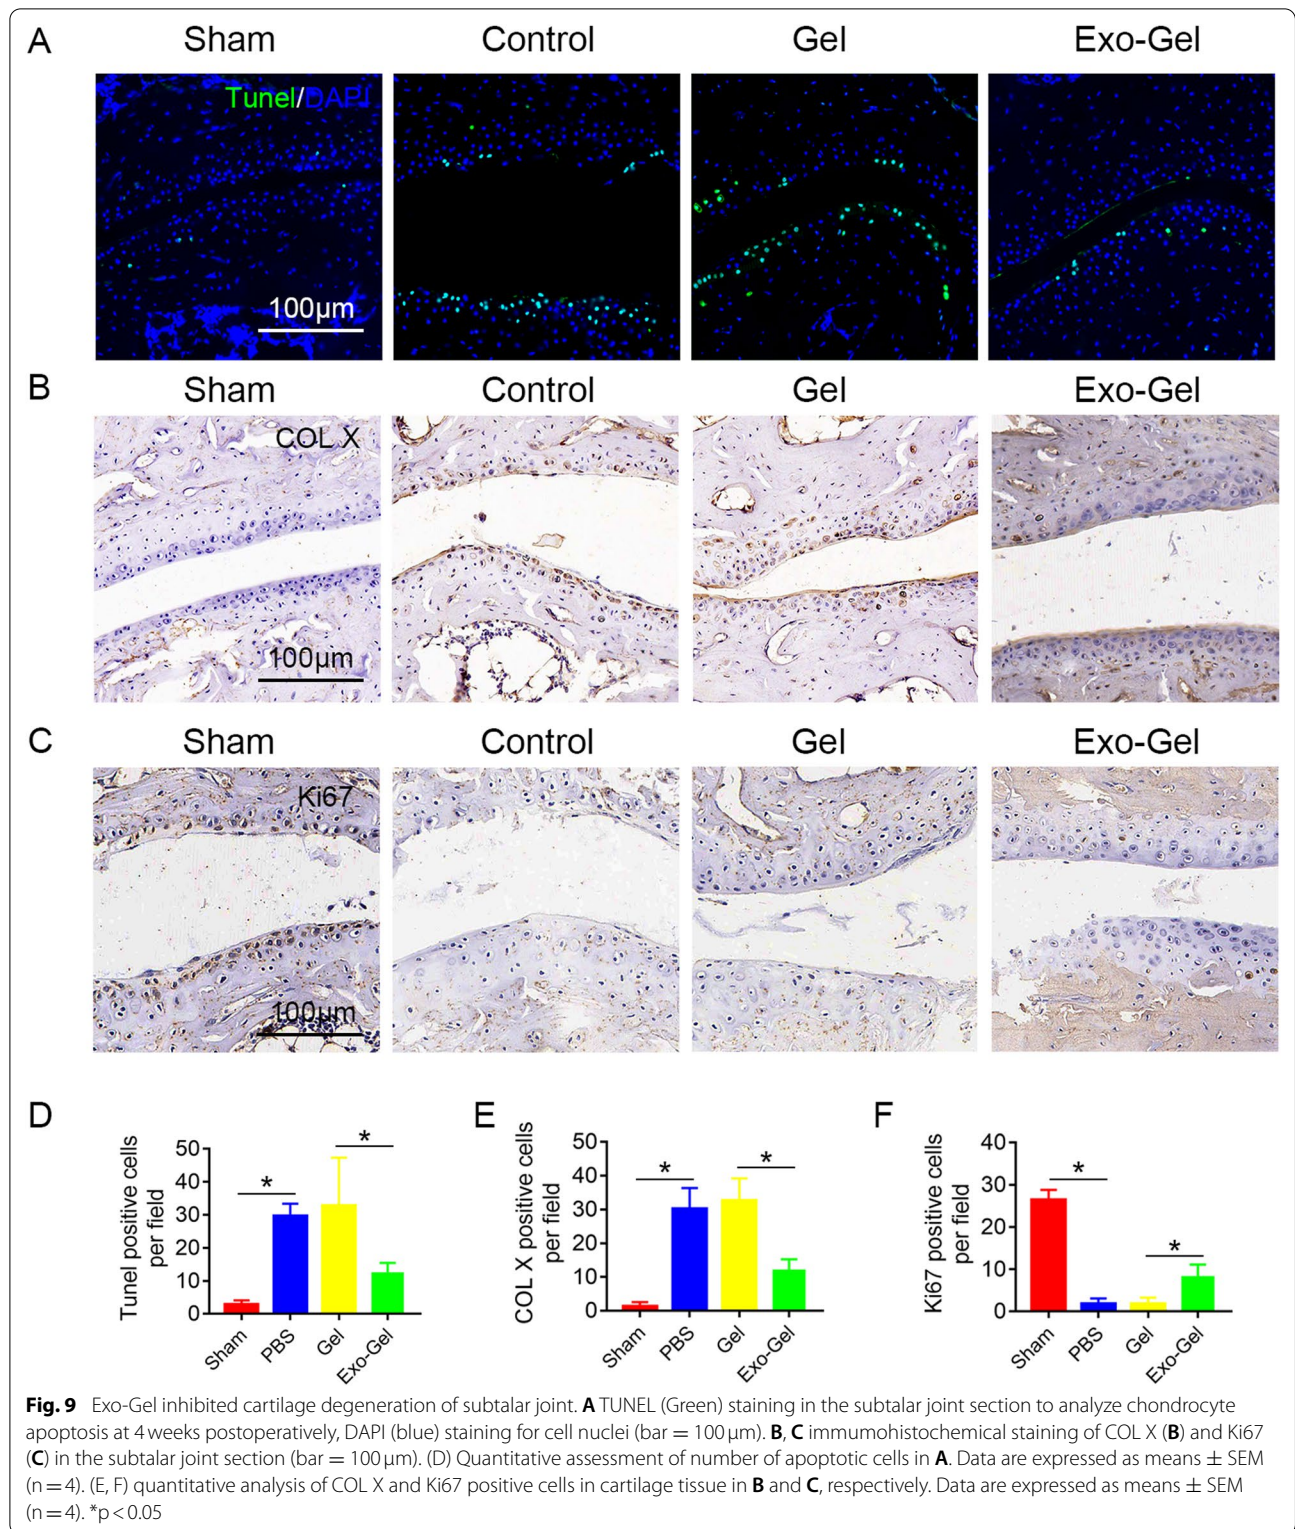 A
Sham
Control
Gel
Exo-Gel
Tunel/DAPI
100μm
B
Sham
Control
Gel
Exo-Gel
COL X
100μm
C
Sham
Control
Gel
Exo-Gel
Ki67
100μm
D
Tunel positive cells
per field
50
40
30
20
10
0
*
*
Sham
PBS
Gel
Exo-Gel
E
COL X positive cells
per field
50
40
30
20
10
0
*
*
Sham
PBS
Gel
Exo-Gel
F
Ki67 positive cells
per field
40
30
20
10
0
*
*
Sham
PBS
Gel
Exo-Gel
Fig. 9 Exo-Gel inhibited cartilage degeneration of subtalar joint. A TUNEL (Green) staining in the subtalar joint section to analyze chondrocyte
apoptosis at 4 weeks postoperatively, DAPI (blue) staining for cell nuclei (bar = 100 μm). B, C immumohistochemical staining of COL X (B) and Ki67
(C) in the subtalar joint section (bar = 100 μm). (D) Quantitative assessment of number of apoptotic cells in A. Data are expressed as means ± SEM
(n = 4). (E, F) quantitative analysis of COL X and Ki67 positive cells in cartilage tissue in B and C, respectively. Data are expressed as means ± SEM
(n = 4). *p < 0.05